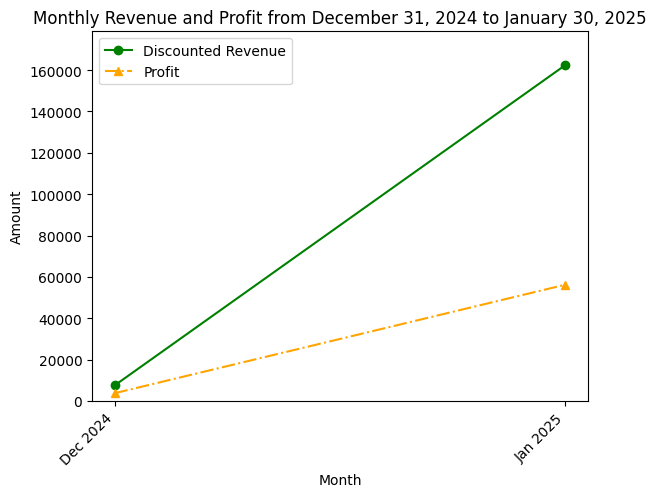 Monthly Revenue and Profit from December 31, 2024 to January 30, 2025
Discounted Revenue
Profit
160000
140000
120000
100000
80000
60000
40000
20000
0
Amount
Dec 2024
Jan 2025
Month